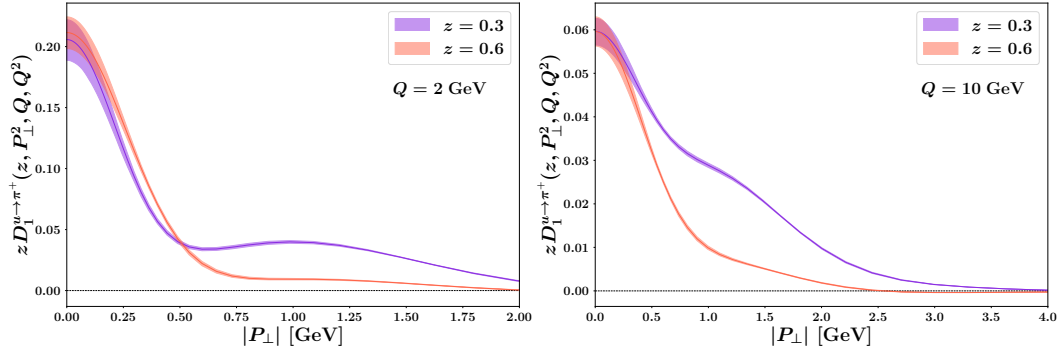 zD_1^{u→π^+}(z, P_⊥^2, Q, Q^2)
0.20
0.15
0.10
0.05
0.00
z = 0.3
z = 0.6
Q = 2 GeV
0.00 0.25 0.50 0.75 1.00 1.25 1.50 1.75 2.00
|P_⊥| [GeV]
zD_1^{u→π^+}(z, P_⊥^2, Q, Q^2)
0.06
0.05
0.04
0.03
0.02
0.01
0.00
z = 0.3
z = 0.6
Q = 10 GeV
0.0 0.5 1.0 1.5 2.0 2.5 3.0 3.5 4.0
|P_⊥| [GeV]